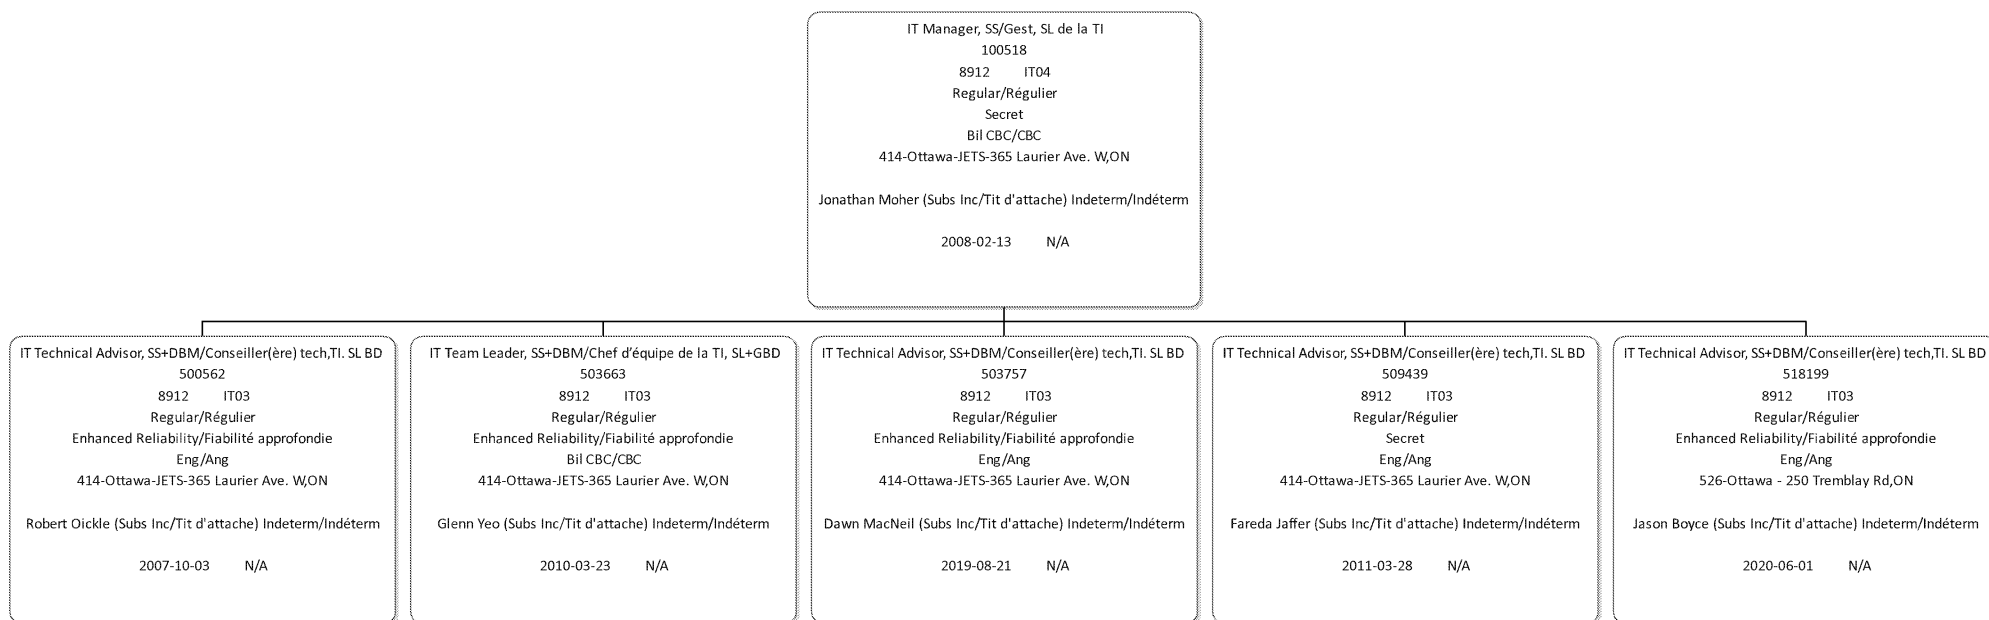 IT Manager, SS/Gest, SL de la TI
100518
8912 IT04
Regular/Régulier
Secret
Bil CBC/CBC
414-Ottawa-JETS-365 Laurier Ave. W,ON
Jonathan Moher (Subs Inc/Tit d'attache) Indeterm/Indéterm
2008-02-13 N/A
IT Technical Advisor, SS+DBM/Conseiller(ère) tech,TI. SL BD
500562
8912 IT03
Regular/Régulier
Enhanced Reliability/Fiabilité approfondie
Eng/Ang
414-Ottawa-JETS-365 Laurier Ave. W,ON
Robert Oickle (Subs Inc/Tit d'attache) Indeterm/Indéterm
2007-10-03 N/A
IT Team Leader, SS+DBM/Chef d’équipe de la TI, SL+GBD
503663
8912 IT03
Regular/Régulier
Enhanced Reliability/Fiabilité approfondie
Bil CBC/CBC
414-Ottawa-JETS-365 Laurier Ave. W,ON
Glenn Yeo (Subs Inc/Tit d'attache) Indeterm/Indéterm
2010-03-23 N/A
IT Technical Advisor, SS+DBM/Conseiller(ère) tech,TI. SL BD
503757
8912 IT03
Regular/Régulier
Enhanced Reliability/Fiabilité approfondie
Eng/Ang
414-Ottawa-JETS-365 Laurier Ave. W,ON
Dawn MacNeil (Subs Inc/Tit d'attache) Indeterm/Indéterm
2019-08-21 N/A
IT Technical Advisor, SS+DBM/Conseiller(ère) tech,TI. SL BD
509439
8912 IT03
Regular/Régulier
Secret
Eng/Ang
414-Ottawa-JETS-365 Laurier Ave. W,ON
Fareda Jaffer (Subs Inc/Tit d'attache) Indeterm/Indéterm
2011-03-28 N/A
IT Technical Advisor, SS+DBM/Conseiller(ère) tech,TI. SL BD
518199
8912 IT03
Regular/Régulier
Enhanced Reliability/Fiabilité approfondie
Eng/Ang
526-Ottawa - 250 Tremblay Rd,ON
Jason Boyce (Subs Inc/Tit d'attache) Indeterm/Indéterm
2020-06-01 N/A